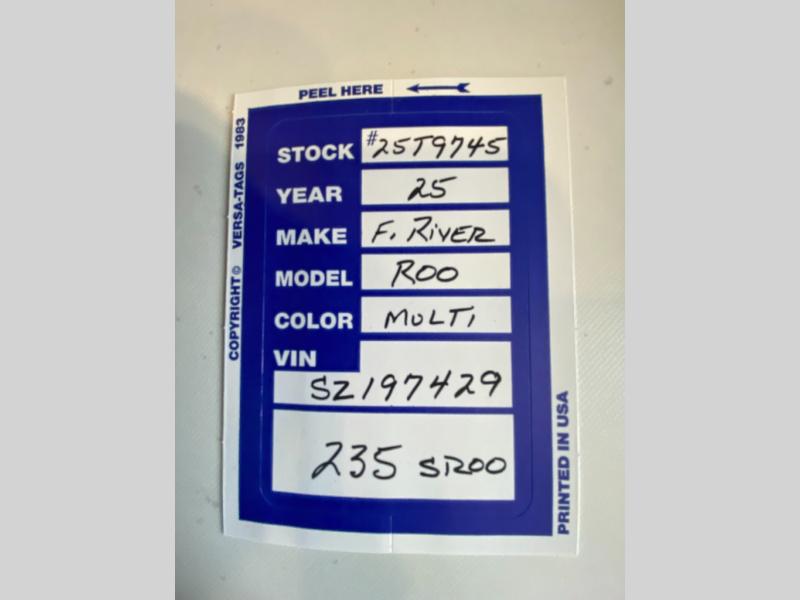 PEEL HERE
COPYRIGHT © VERSA-TAGS 1983
STOCK #25T9745
YEAR 25
MAKE F. RIVER
MODEL ROO
COLOR MULTI
VIN
SZ197429
235 SROO
PRINTED IN USA